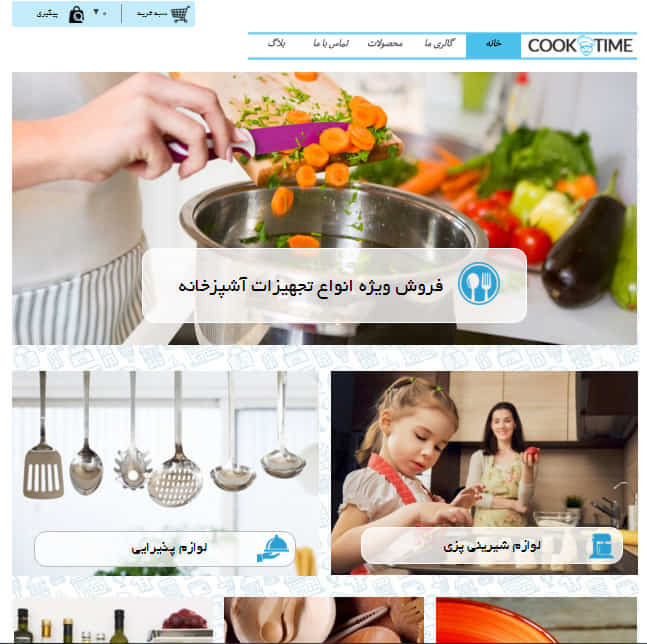 سبد خرید
۰
پیگیری
COOK TIME
خانه
گالری ما
محصولات
تماس با ما
بلاگ
فروش ویژه انواع تجهیزات آشپزخانه
لوازم شیرینی پزی
لوازم پذیرایی